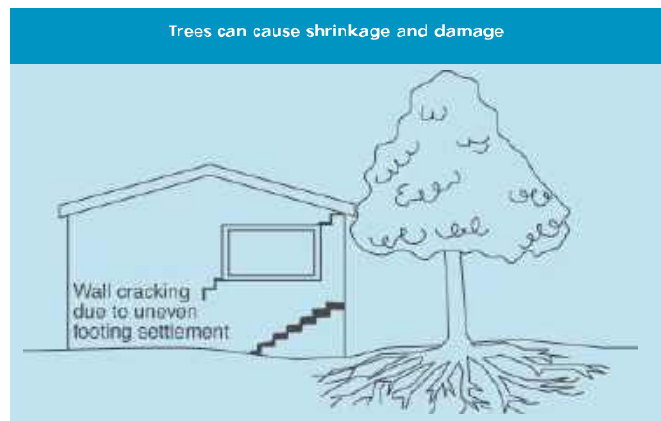 Trees can cause shrinkage and damage
Wall cracking
due to uneven
footing settlement